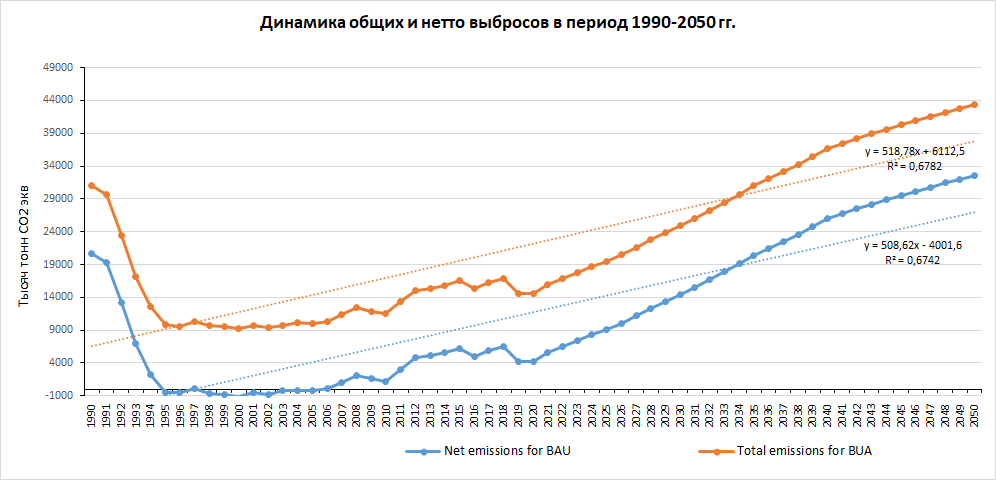 Динамика общих и нетто выбросов в период 1990-2050 гг.
Тысяч тонн СО2 экв
49000
44000
39000
34000
29000
24000
19000
14000
9000
4000
-1000
y = 518,78x + 6112,5
R² = 0,6782
y = 508,62x - 4001,6
R² = 0,6742
1990 1991 1992 1993 1994 1995 1996 1997 1998 1999 2000 2001 2002 2003 2004 2005 2006 2007 2008 2009 2010 2011 2012 2013 2014 2015 2016 2017 2018 2019 2020 2021 2022 2023 2024 2025 2026 2027 2028 2029 2030 2031 2032 2033 2034 2035 2036 2037 2038 2039 2040 2041 2042 2043 2044 2045 2046 2047 2048 2049 2050
Net emissions for BAU Total emissions for BUA